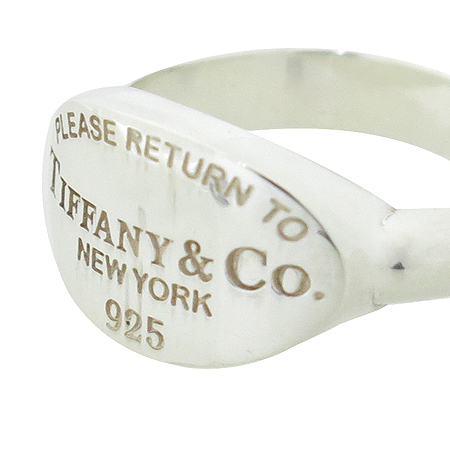 PLEASE RETURN TO
TIFFANY & Co.
NEW YORK
925